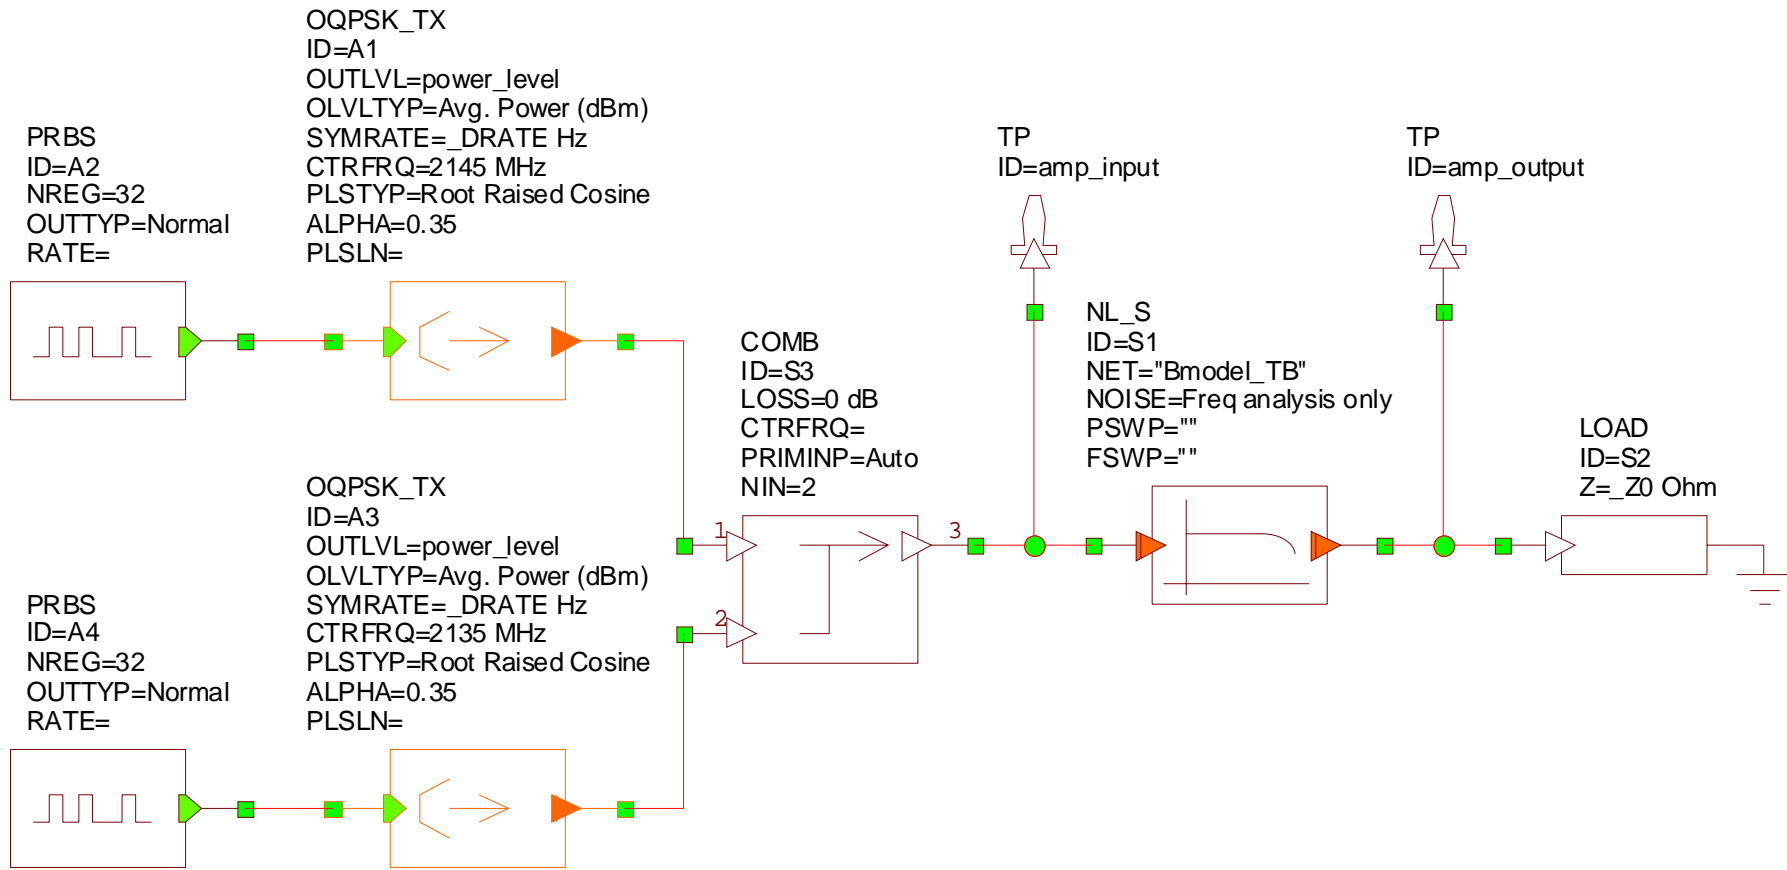 OQPSK_TX
ID=A1
OUTLVL=power_level
OLVLTYP=Avg. Power (dBm)
SYMRATE=_DRATE Hz
CTRFRQ=2145 MHz
PLSTYP=Root Raised Cosine
ALPHA=0.35
PLSLN=
PRBS
ID=A2
NREG=32
OUTTYP=Normal
RATE=
TP
ID=amp_input
TP
ID=amp_output
COMB
ID=S3
LOSS=0 dB
CTRFRQ=
PRIMINP=Auto
NIN=2
1
2
3
NL_S
ID=S1
NET="Bmodel_TB"
NOISE=Freq analysis only
PSWP=""
FSWP=""
LOAD
ID=S2
Z=_Z0 Ohm
OQPSK_TX
ID=A3
OUTLVL=power_level
OLVLTYP=Avg. Power (dBm)
SYMRATE=_DRATE Hz
CTRFRQ=2135 MHz
PLSTYP=Root Raised Cosine
ALPHA=0.35
PLSLN=
PRBS
ID=A4
NREG=32
OUTTYP=Normal
RATE=